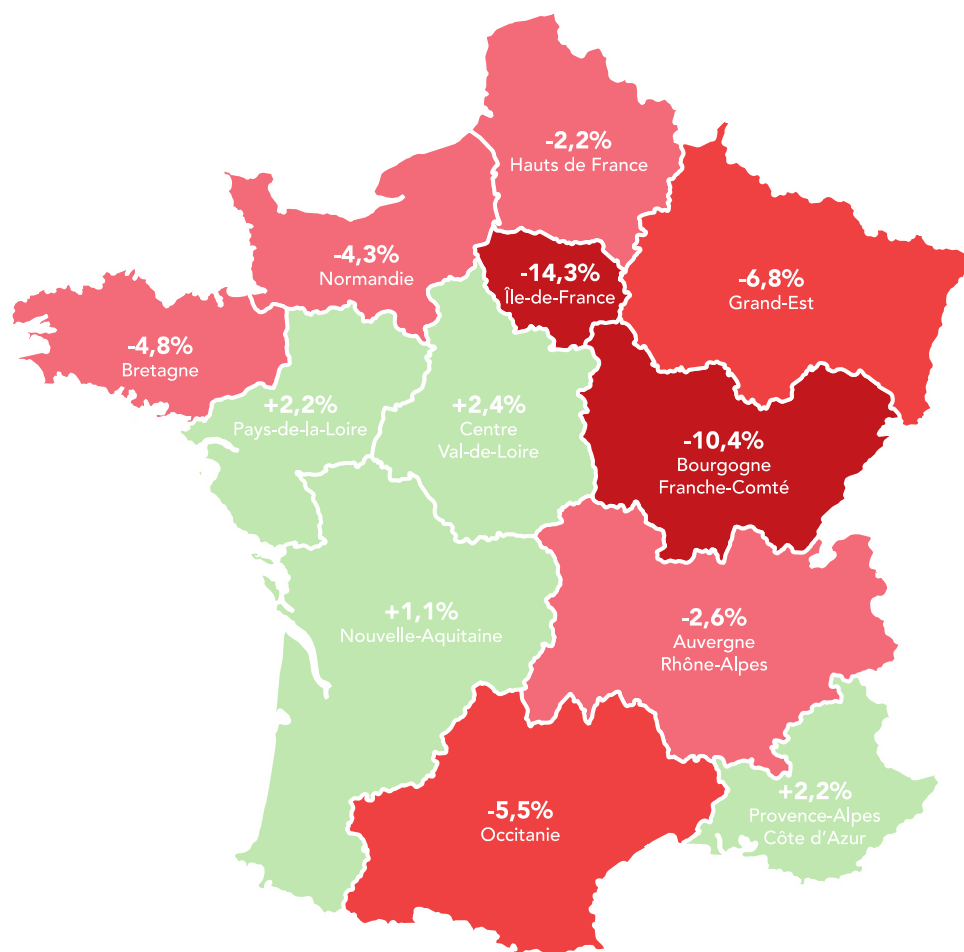 -2,2%
Hauts de France
-4,3%
Normandie
-14,3%
Île-de-France
-6,8%
Grand-Est
-4,8%
Bretagne
+2,2%
Pays-de-la-Loire
+2,4%
Centre
Val-de-Loire
-10,4%
Bourgogne
Franche-Comté
+1,1%
Nouvelle-Aquitaine
-2,6%
Auvergne
Rhône-Alpes
-5,5%
Occitanie
+2,2%
Provence-Alpes
Côte d'Azur